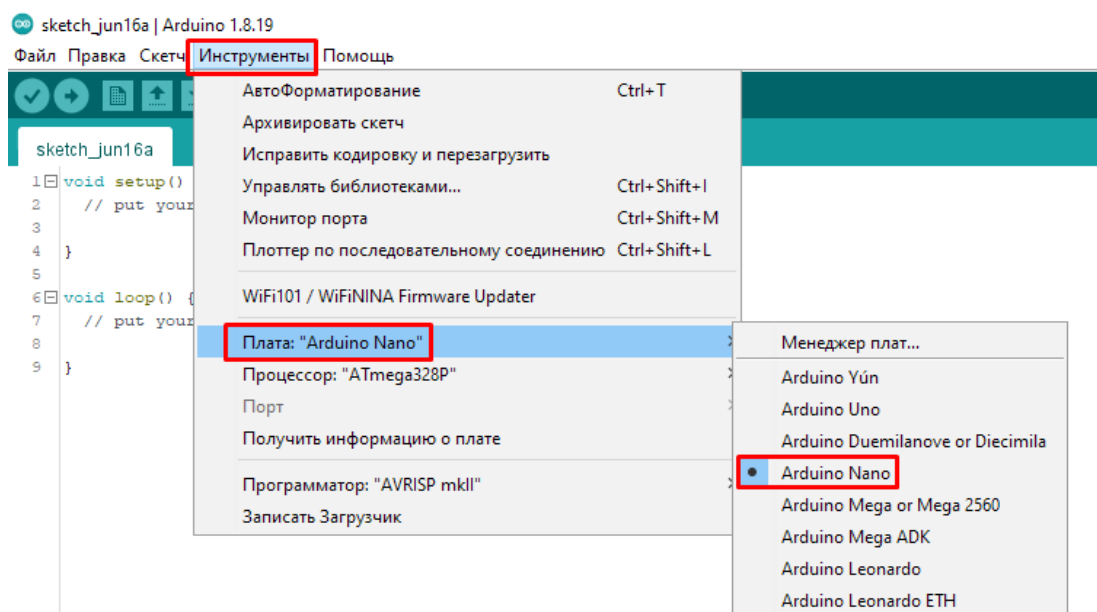 sketch_jun16a | Arduino 1.8.19
Файл Правка Скетч Инструменты Помощь
sketch_jun16a
1 void setup()
2 // put your
3
4 }
5
6 void loop() {
7 // put your
8
9 }
АвтоФорматирование Ctrl+T
Архивировать скетч
Исправить кодировку и перезагрузить
Управлять библиотеками... Ctrl+Shift+I
Монитор порта Ctrl+Shift+M
Плоттер по последовательному соединению Ctrl+Shift+L
WiFi101 / WiFiNINA Firmware Updater
Плата: "Arduino Nano"
Процессор: "ATmega328P"
Порт
Получить информацию о плате
Программатор: "AVRISP mkII"
Записать Загрузчик
Менеджер плат...
Arduino Yún
Arduino Uno
Arduino Duemilanove or Diecimila
Arduino Nano
Arduino Mega or Mega 2560
Arduino Mega ADK
Arduino Leonardo
Arduino Leonardo ETH